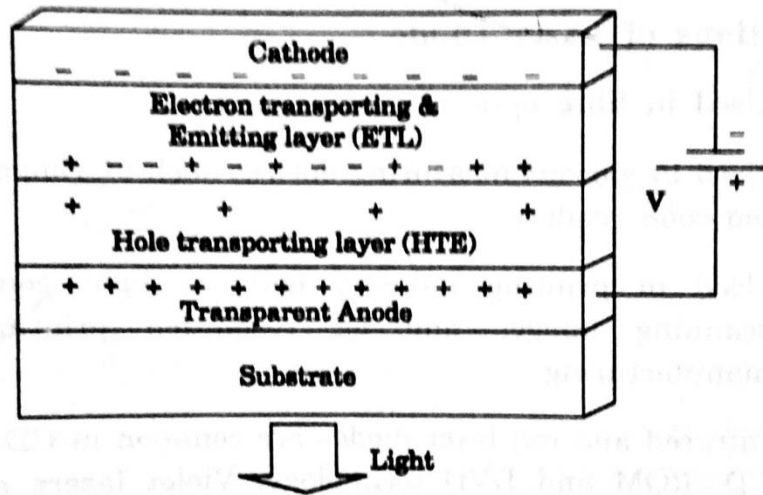 Cathode
Electron transporting &
Emitting layer (ETL)
V
Hole transporting layer (HTE)
Transparent Anode
Substrate
Light